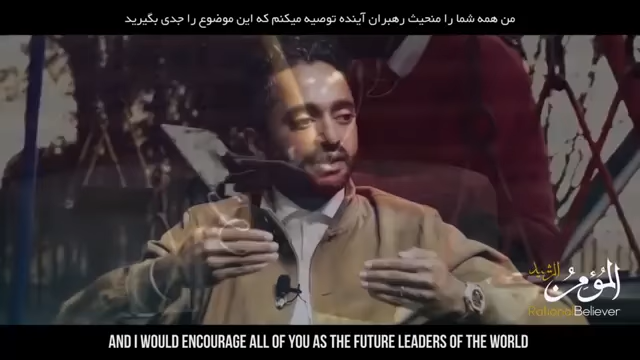 من همه شما را منحیث رهبران آینده توصیه میکنم که این موضوع را جدی بگیرید
المؤمن الرشيد
RationalBeliever
AND I WOULD ENCOURAGE ALL OF YOU AS THE FUTURE LEADERS OF THE WORLD